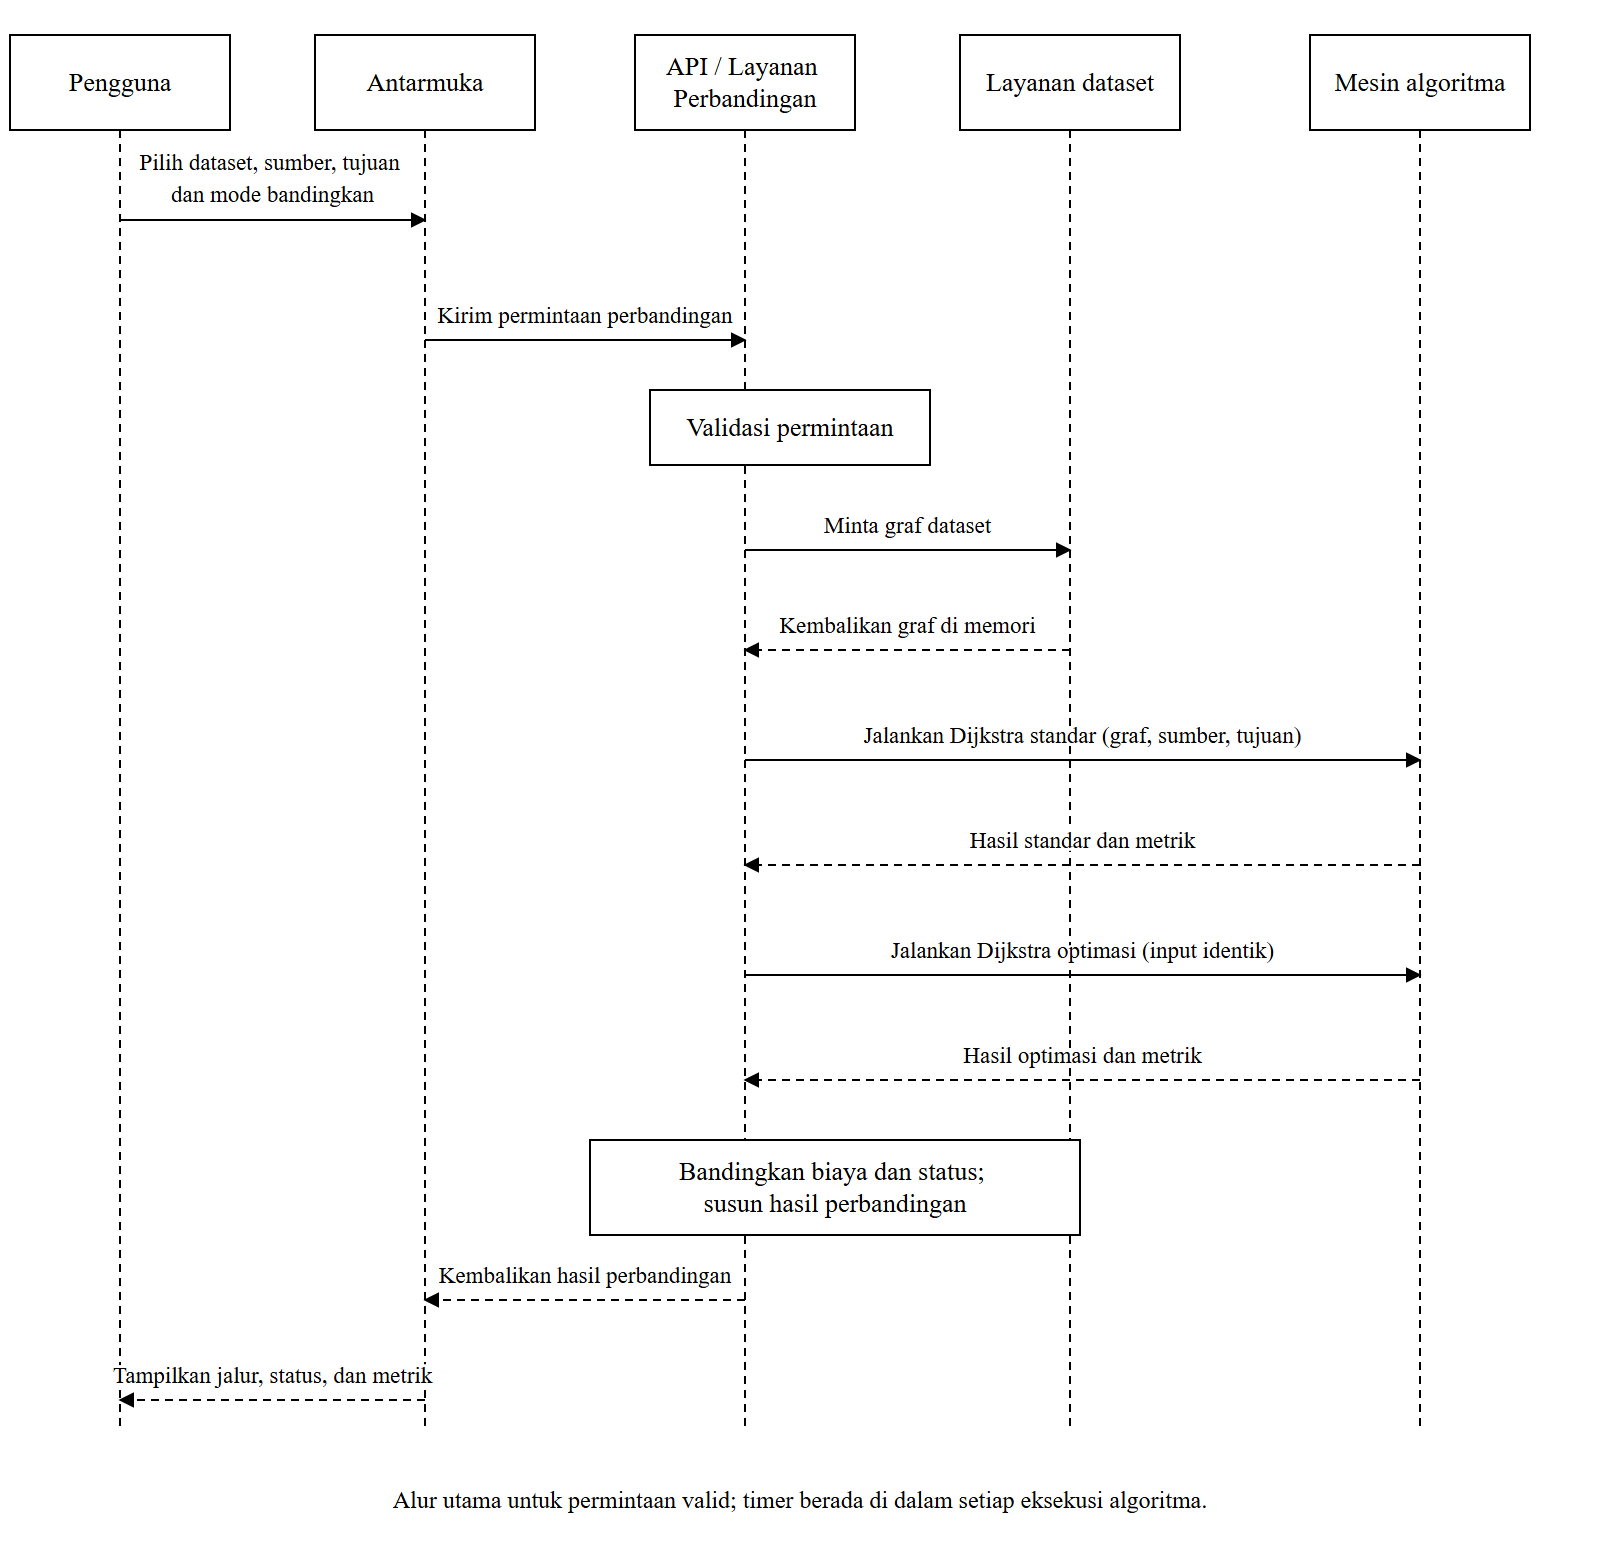 Pengguna
Antarmuka
API / Layanan
Perbandingan
Layanan dataset
Mesin algoritma
Pilih dataset, sumber, tujuan
dan mode bandingkan
Kirim permintaan perbandingan
Validasi permintaan
Minta graf dataset
Kembalikan graf di memori
Jalankan Dijkstra standar (graf, sumber, tujuan)
Hasil standar dan metrik
Jalankan Dijkstra optimasi (input identik)
Hasil optimasi dan metrik
Bandingkan biaya dan status;
susun hasil perbandingan
Kembalikan hasil perbandingan
Tampilkan jalur, status, dan metrik
Alur utama untuk permintaan valid; timer berada di dalam setiap eksekusi algoritma.